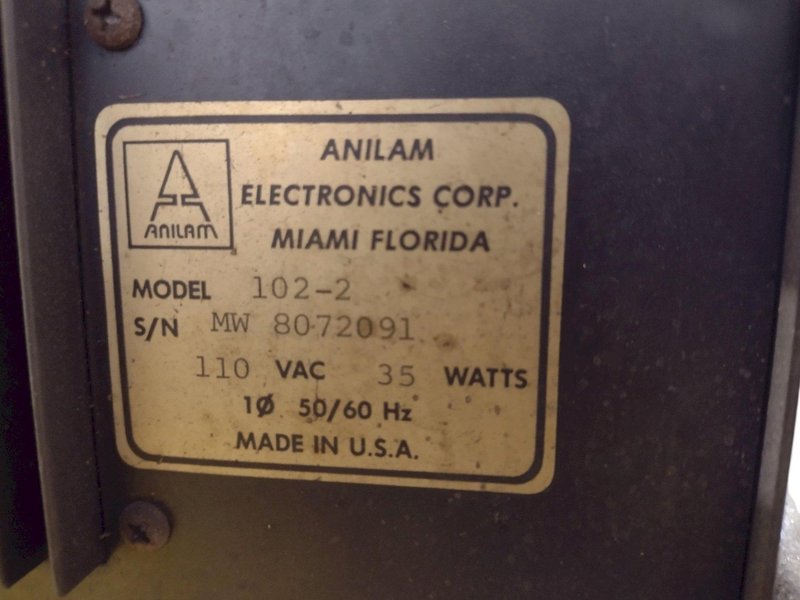 ANILAM
ANILAM
ELECTRONICS CORP.
MIAMI FLORIDA
MODEL 102-2
S/N MW 8072091
110 VAC 35 WATTS
1Ø 50/60 Hz
MADE IN U.S.A.